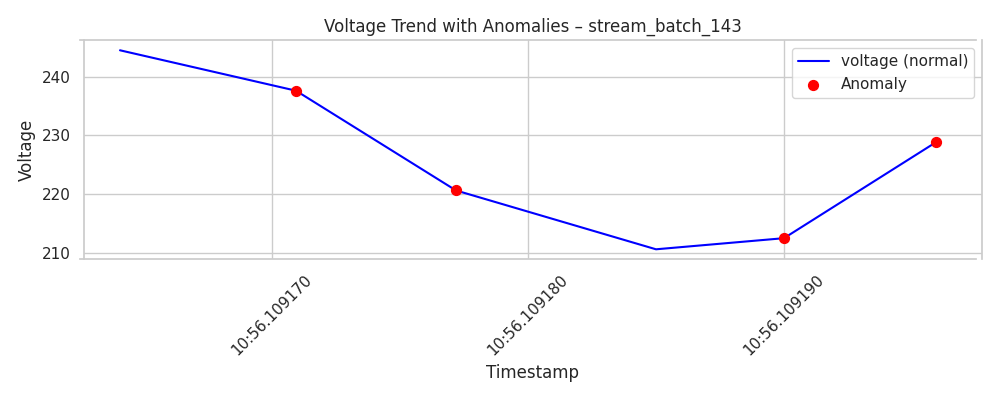 Voltage Trend with Anomalies – stream_batch_143
voltage (normal)
Anomaly
Voltage
240
230
220
210
10:56.109170
10:56.109180
10:56.109190
Timestamp